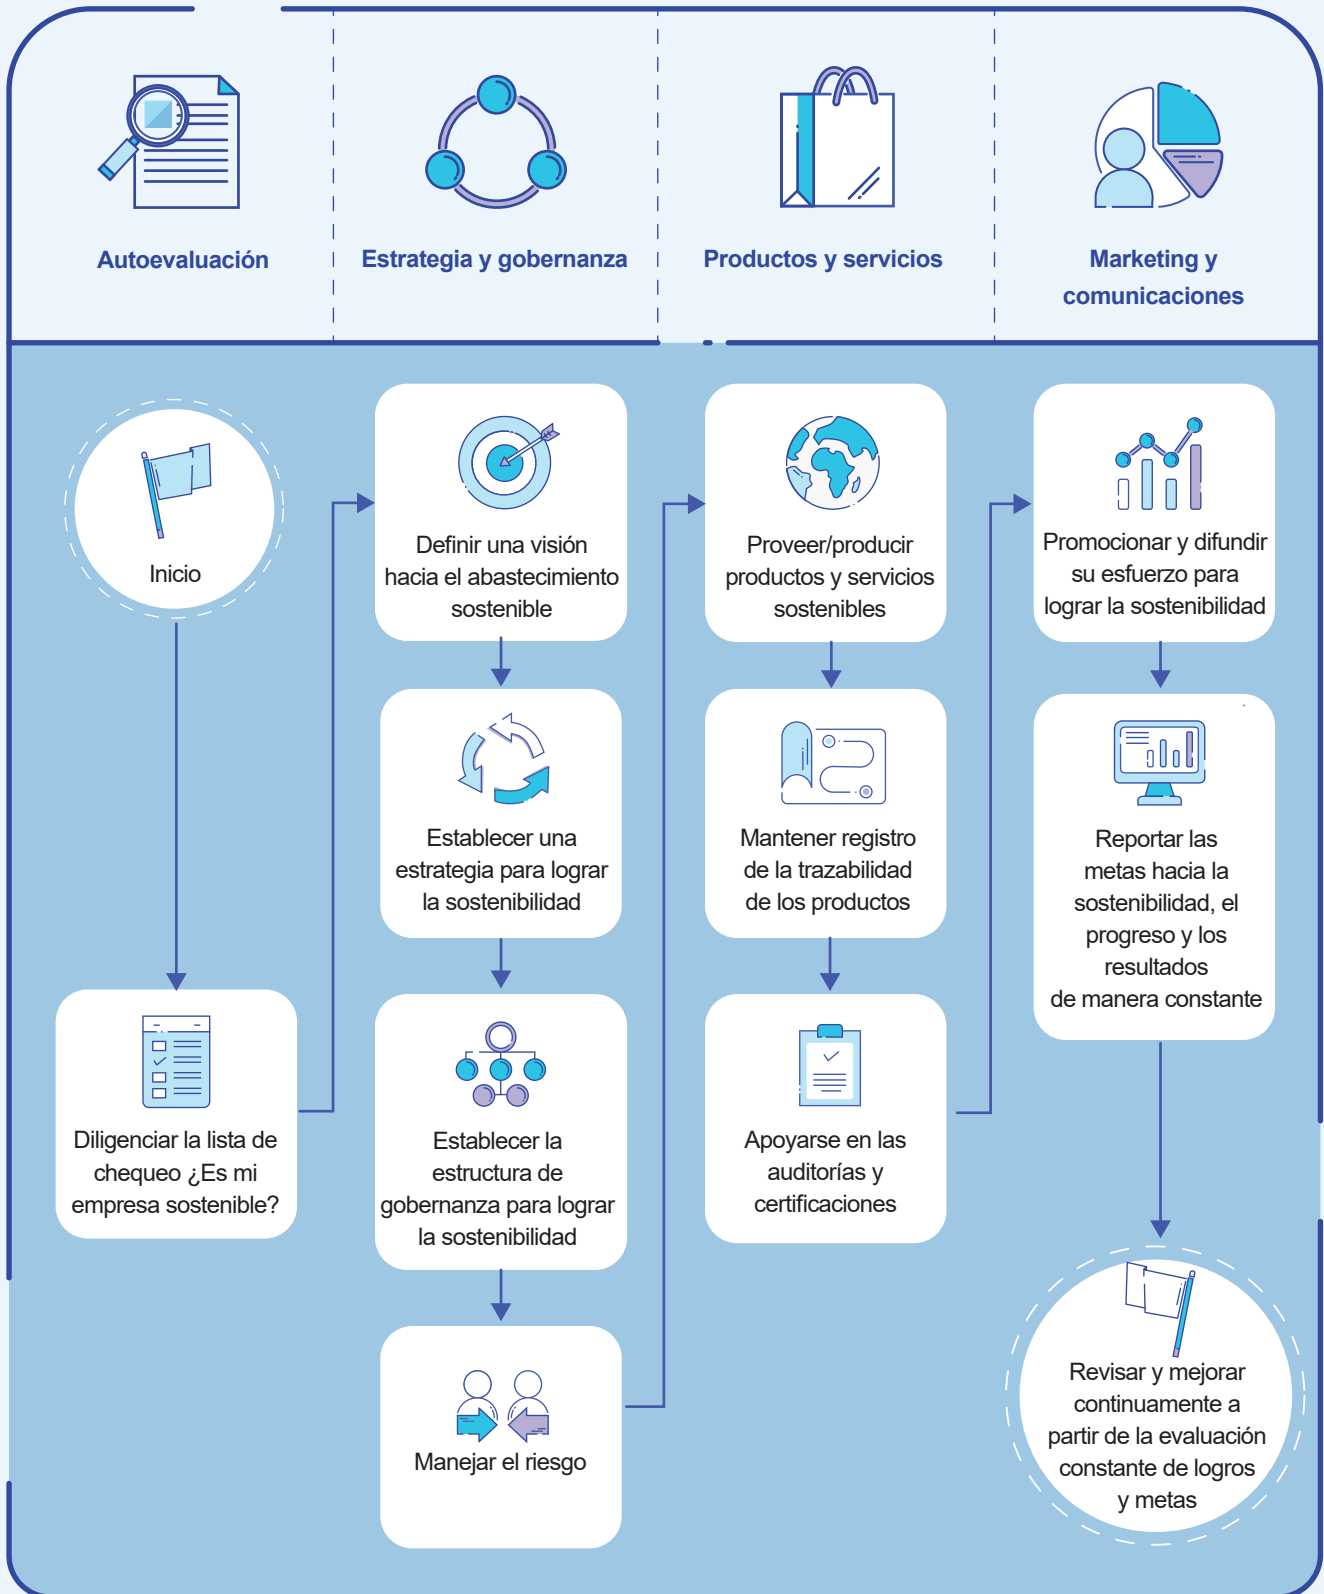 Autoevaluación
Estrategia y gobernanza
Productos y servicios
Marketing y
comunicaciones
Inicio
Diligenciar la lista de
chequeo ¿Es mi
empresa sostenible?
Definir una visión
hacia el abastecimiento
sostenible
Establecer una
estrategia para lograr
la sostenibilidad
Establecer la
estructura de
gobernanza para lograr
la sostenibilidad
Manejar el riesgo
Proveer/producir
productos y servicios
sostenibles
Mantener registro
de la trazabilidad
de los productos
Apoyarse en las
auditorías y
certificaciones
Promocionar y difundir
su esfuerzo para
lograr la sostenibilidad
Reportar las
metas hacia la
sostenibilidad, el
progreso y los
resultados
de manera constante
Revisar y mejorar
continuamente a
partir de la evaluación
constante de logros
y metas